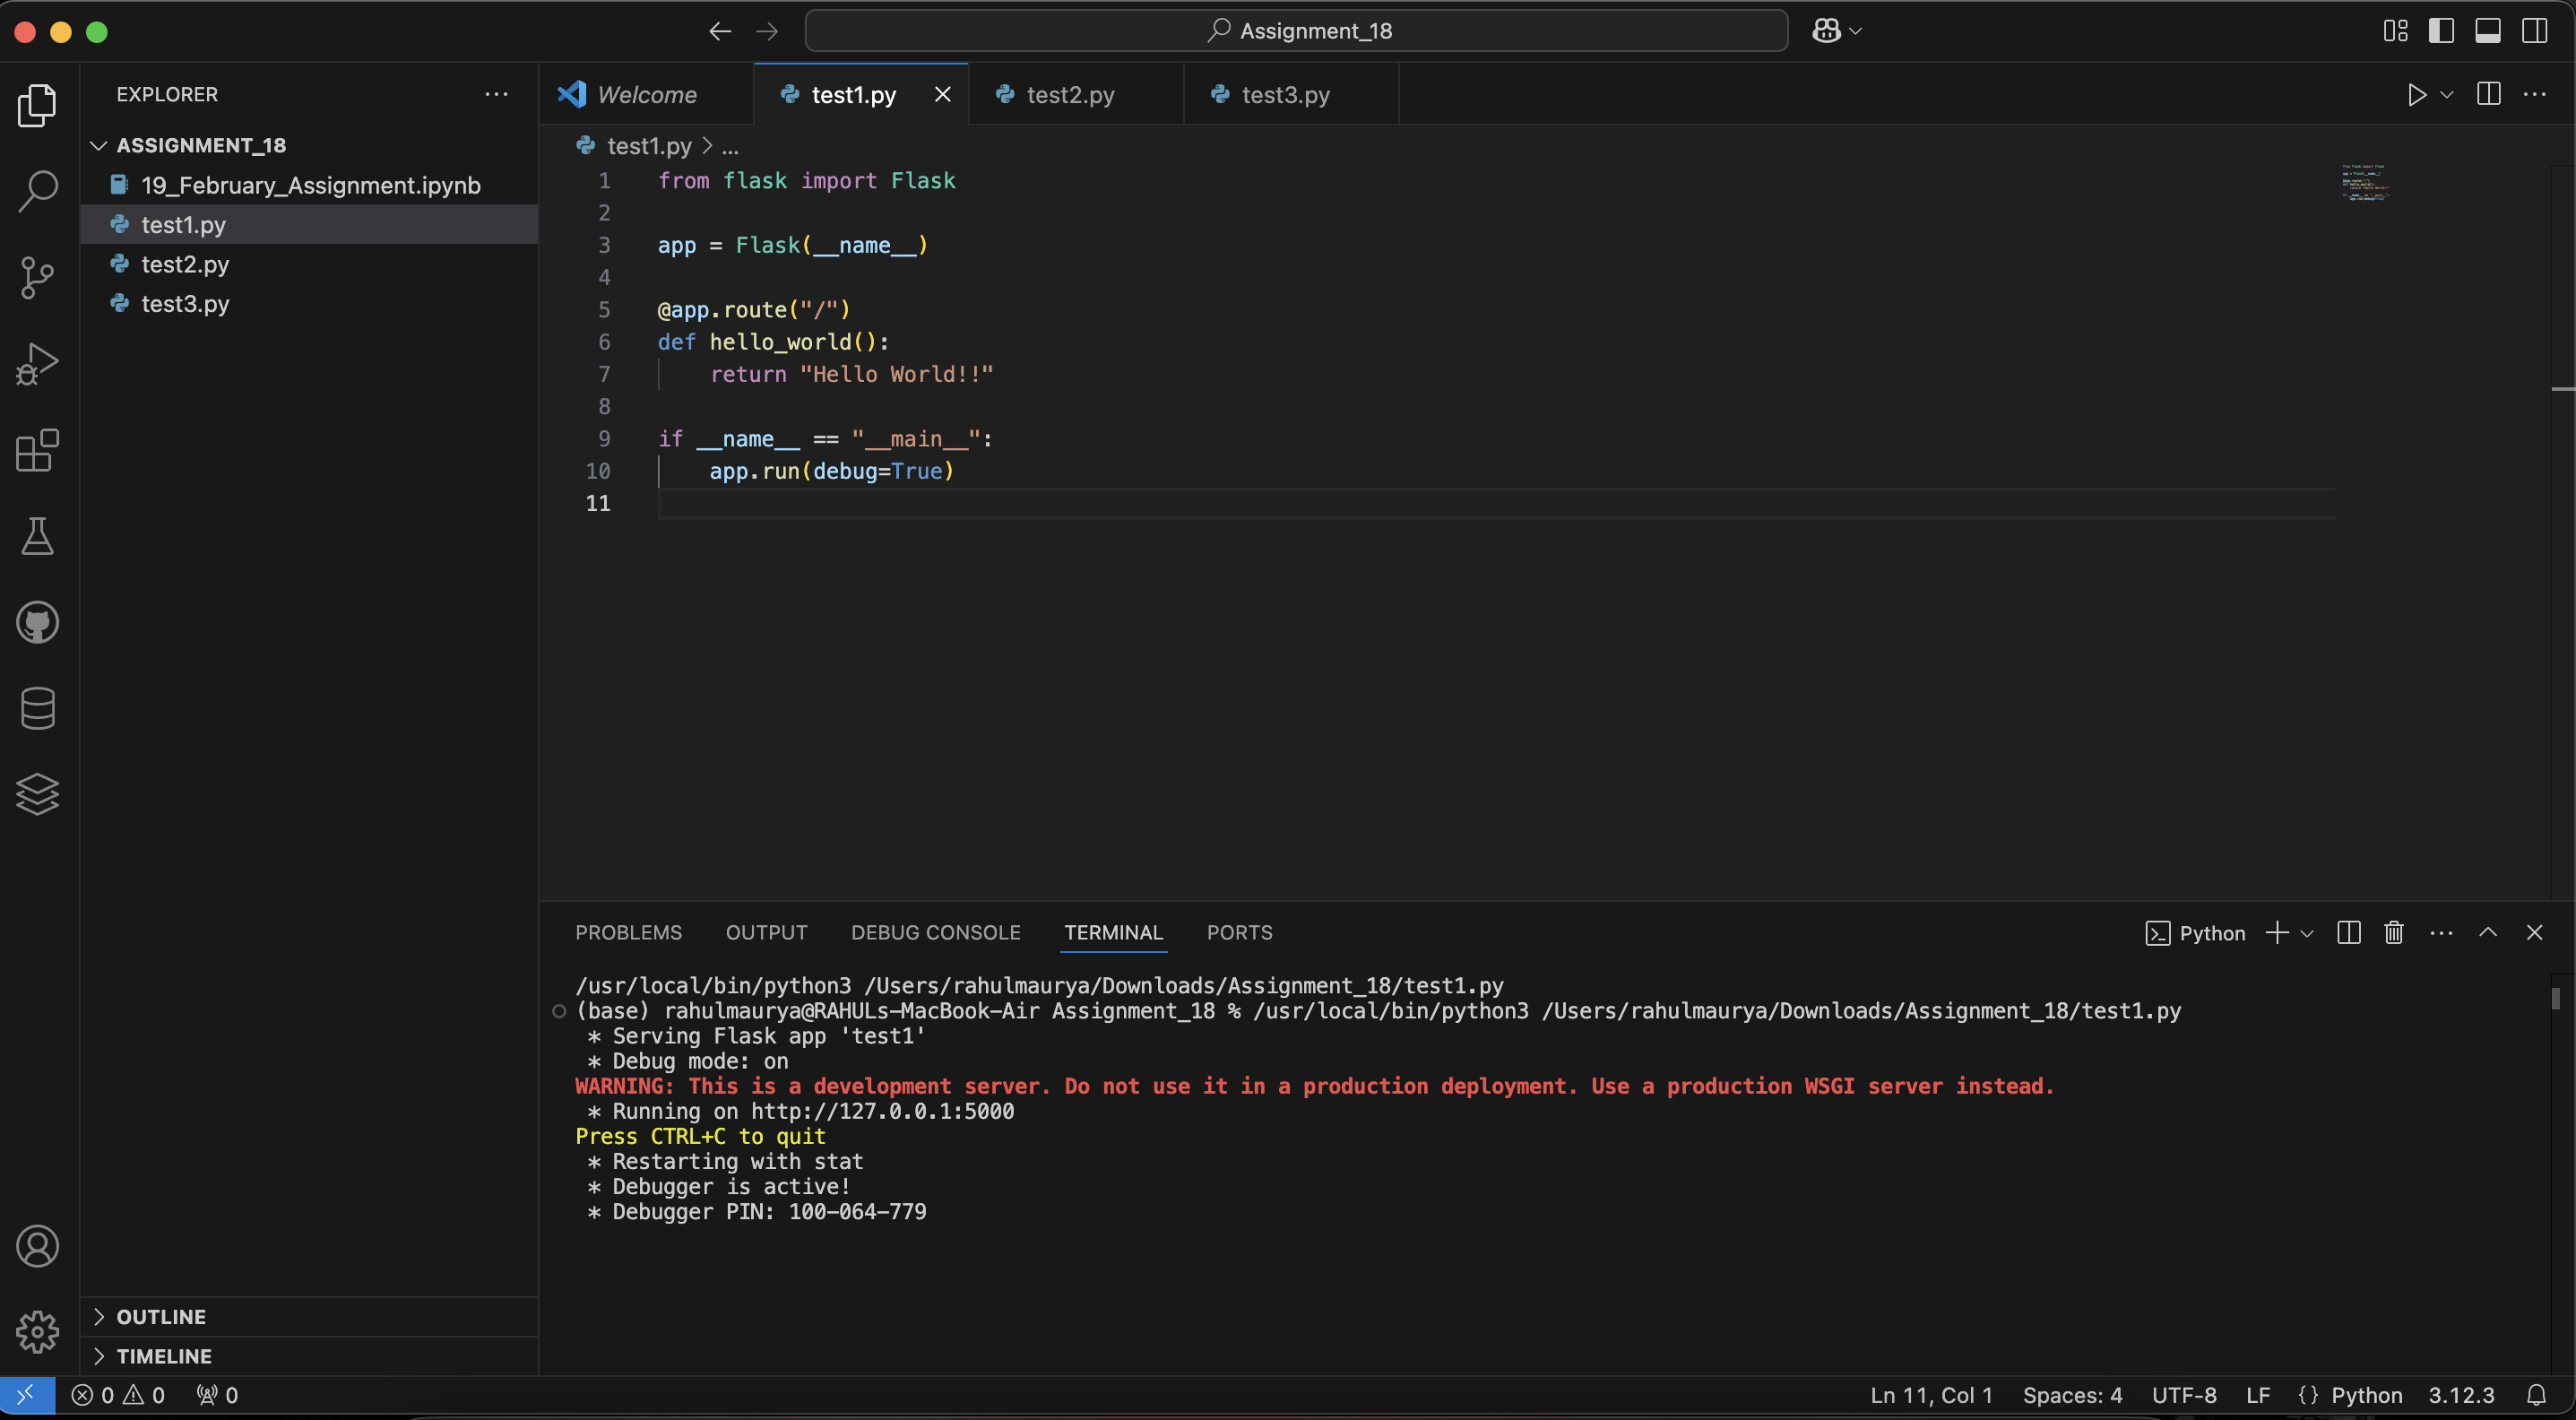 Assignment_18
EXPLORER
ASSIGNMENT_18
19_February_Assignment.ipynb
test1.py
test2.py
test3.py
OUTLINE
TIMELINE
Welcome
test1.py
test2.py
test3.py
test1.py > ...
1 from flask import Flask
2
3 app = Flask(__name__)
4
5 @app.route("/")
6 def hello_world():
7     return "Hello World!!"
8
9 if __name__ == "__main__":
10     app.run(debug=True)
11
PROBLEMS OUTPUT DEBUG CONSOLE TERMINAL PORTS
Python
/usr/local/bin/python3 /Users/rahulmaurya/Downloads/Assignment_18/test1.py
(base) rahulmaurya@RAHULs-MacBook-Air Assignment_18 % /usr/local/bin/python3 /Users/rahulmaurya/Downloads/Assignment_18/test1.py
 * Serving Flask app 'test1'
 * Debug mode: on
WARNING: This is a development server. Do not use it in a production deployment. Use a production WSGI server instead.
 * Running on http://127.0.0.1:5000
Press CTRL+C to quit
 * Restarting with stat
 * Debugger is active!
 * Debugger PIN: 100-064-779
0 0 0
Ln 11, Col 1 Spaces: 4 UTF-8 LF {} Python 3.12.3